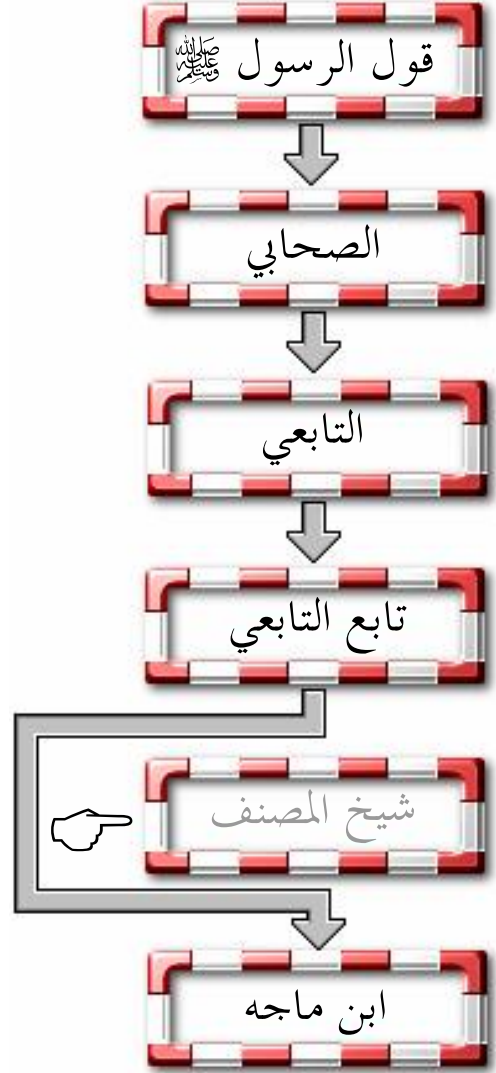 قول الرسول ﷺ
الصحابي
التابعي
تابع التابعي
شيخ المصنف
ابن ماجه